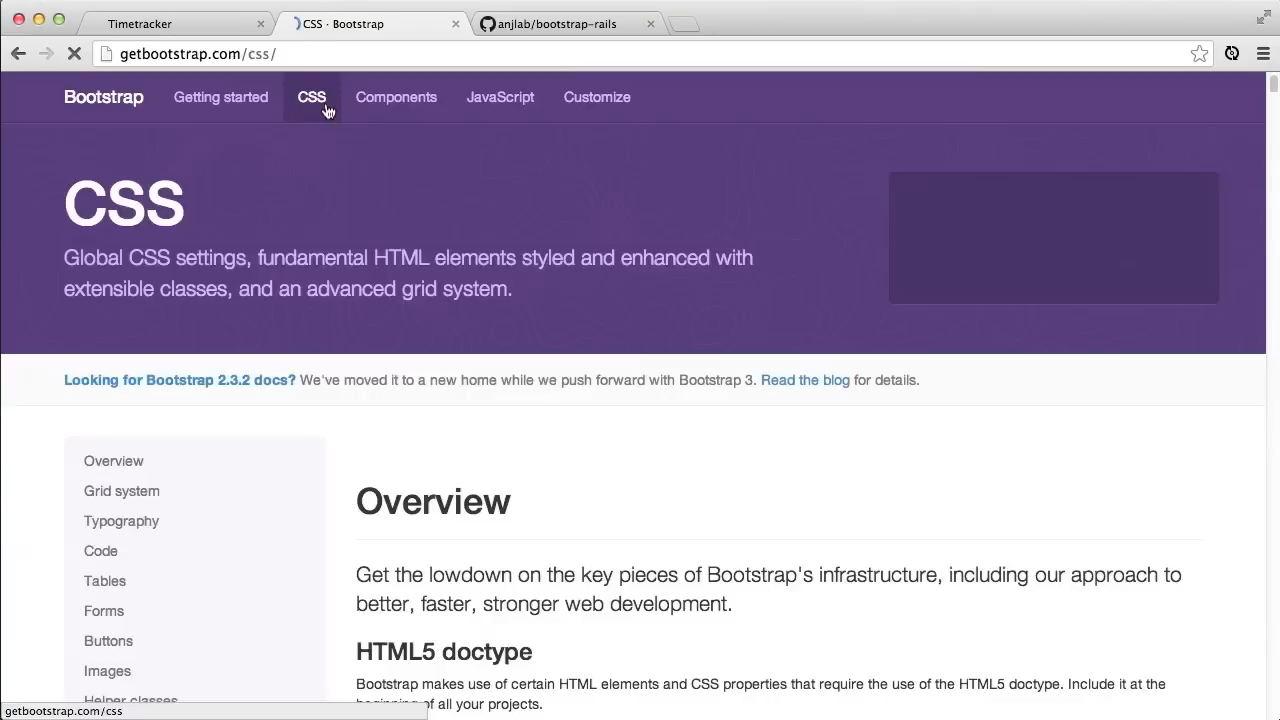 Timetracker
CSS · Bootstrap
anjlab/bootstrap-rails
getbootstrap.com/css/
Bootstrap Getting started CSS Components JavaScript Customize
CSS
Global CSS settings, fundamental HTML elements styled and enhanced with
extensible classes, and an advanced grid system.
Looking for Bootstrap 2.3.2 docs? We've moved it to a new home while we push forward with Bootstrap 3. Read the blog for details.
Overview
Grid system
Typography
Code
Tables
Forms
Buttons
Images
Helper classes
Overview
Get the lowdown on the key pieces of Bootstrap's infrastructure, including our approach to
better, faster, stronger web development.
HTML5 doctype
Bootstrap makes use of certain HTML elements and CSS properties that require the use of the HTML5 doctype. Include it at the
beginning of all your projects.
getbootstrap.com/css